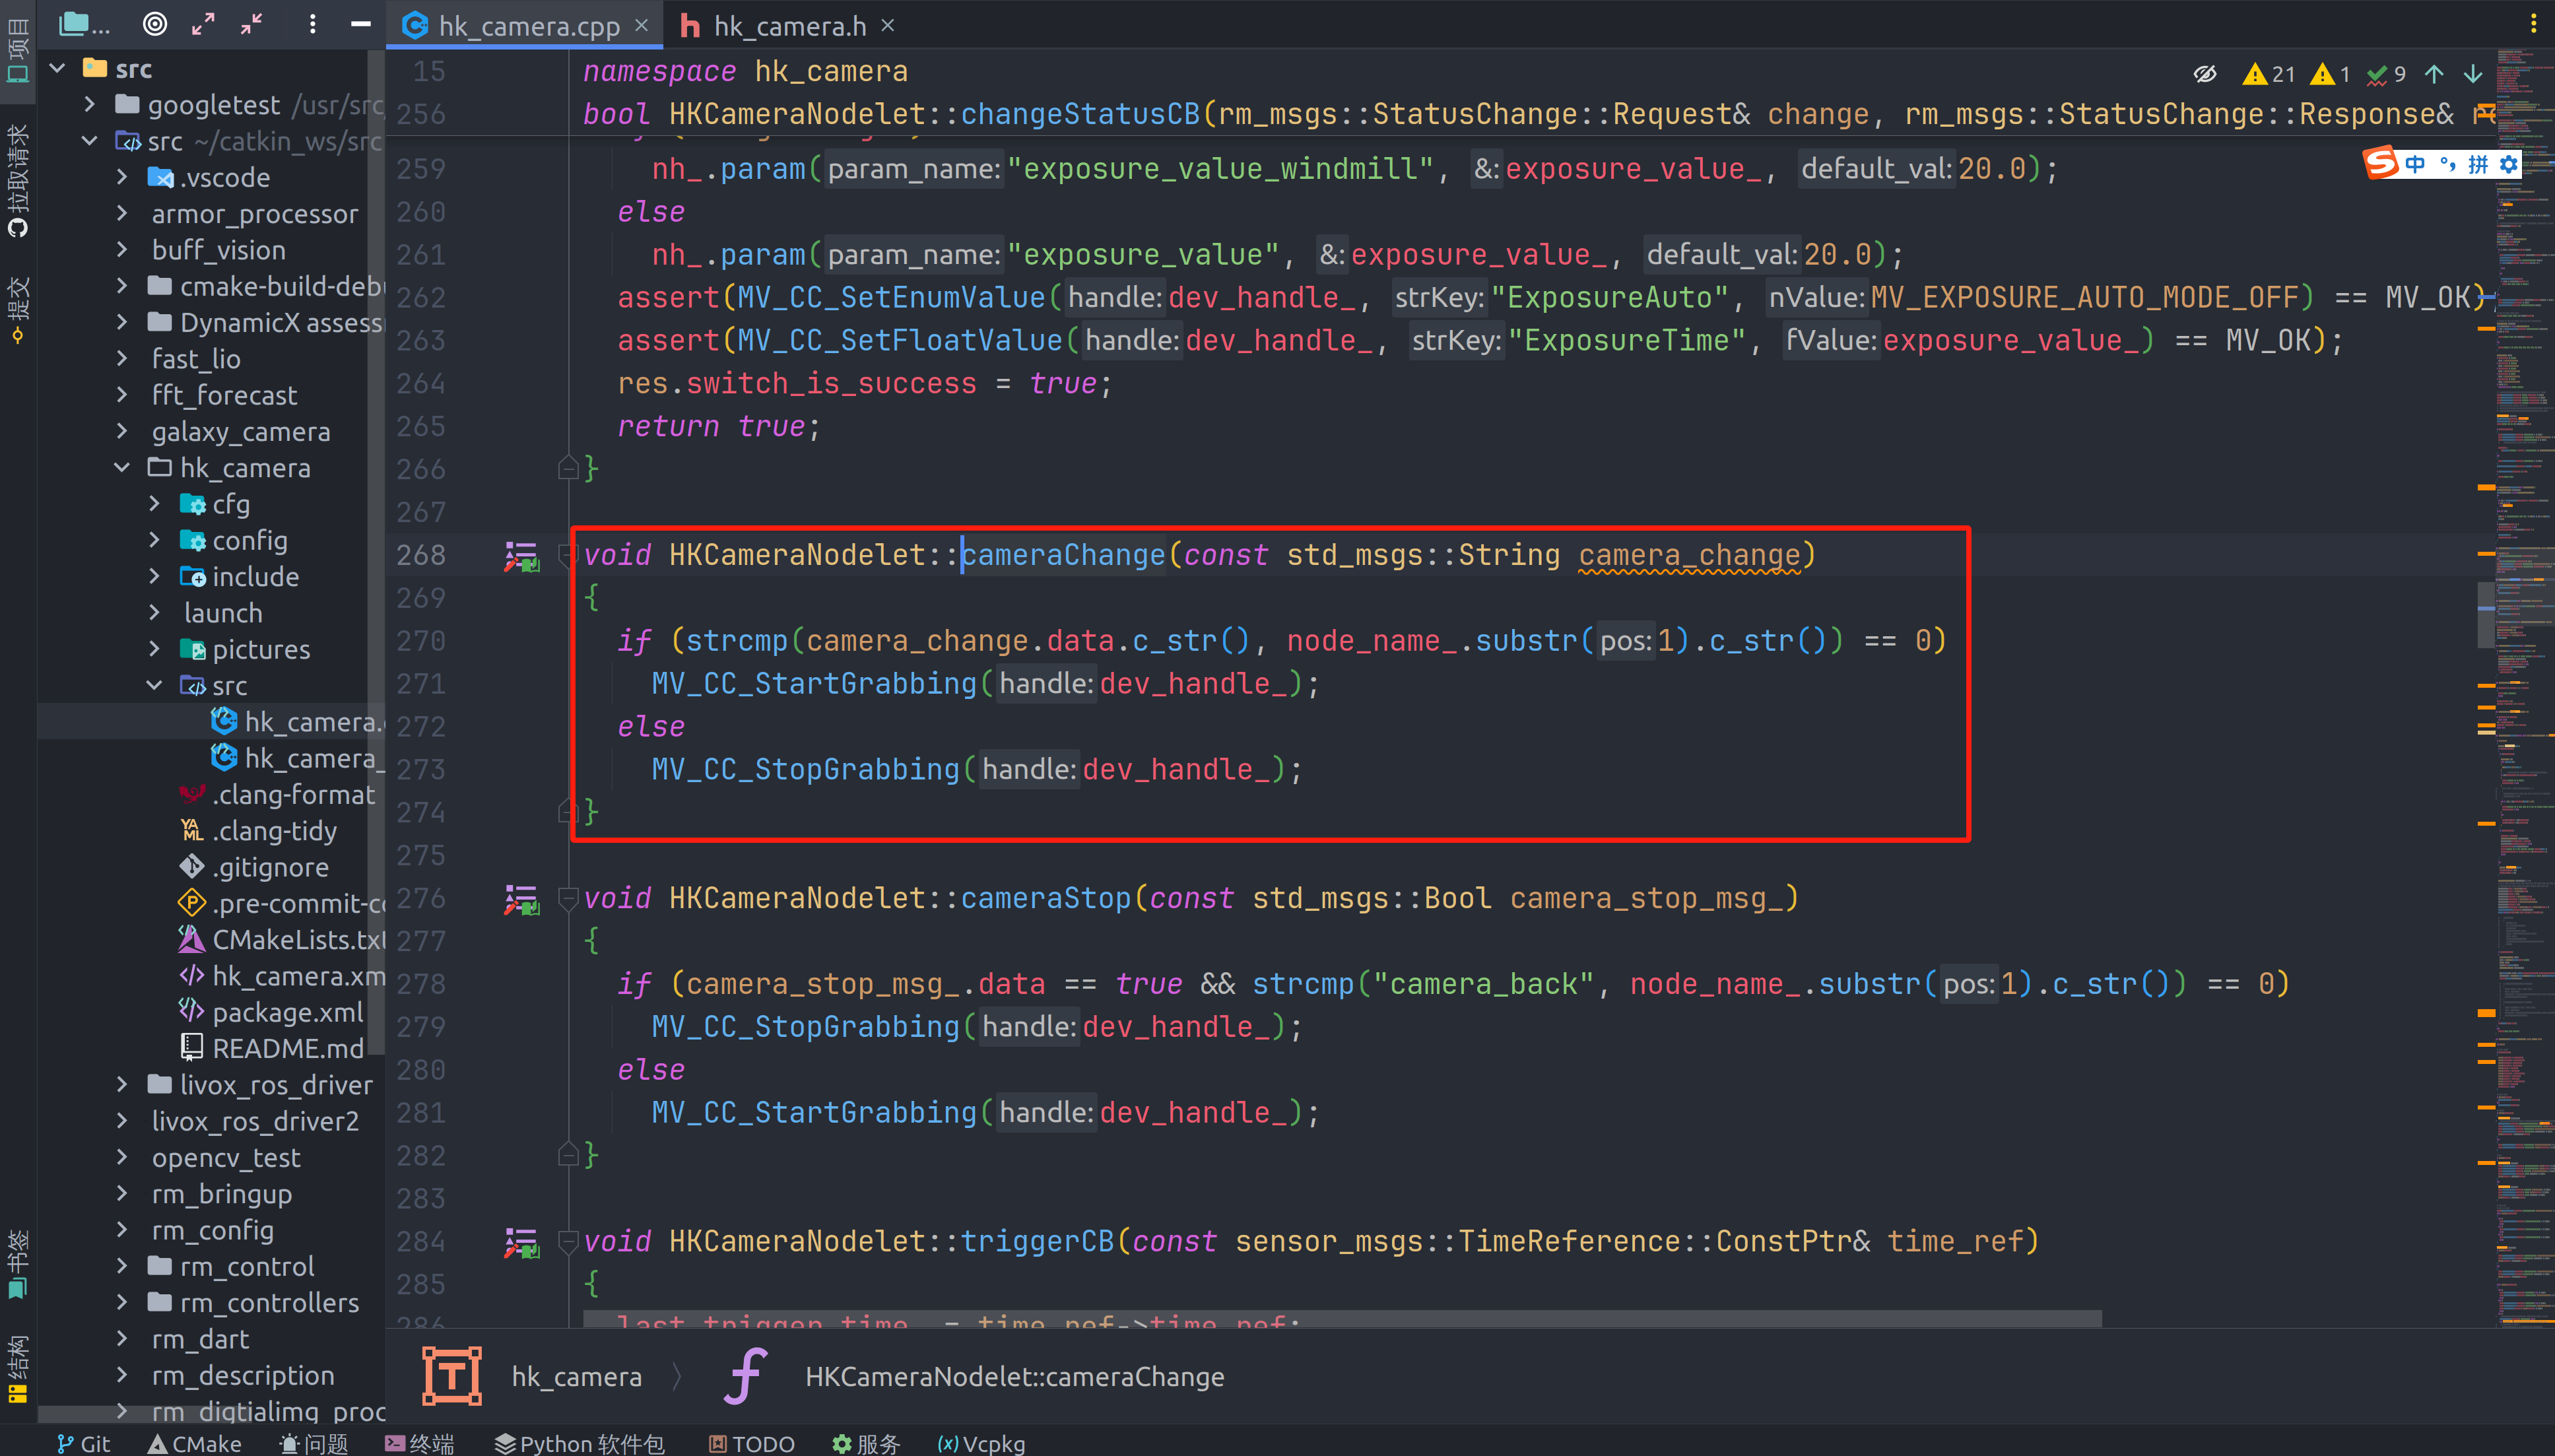 项目
拉取请求
提交
书签
结构
...
src
googletest /usr/src
src ~/catkin_ws/src
.vscode
armor_processor
buff_vision
cmake-build-debu
DynamicX assess
fast_lio
fft_forecast
galaxy_camera
hk_camera
cfg
config
include
launch
pictures
src
hk_camera.c
hk_camera_
.clang-format
.clang-tidy
.gitignore
.pre-commit-co
CMakeLists.txt
hk_camera.xm
package.xml
README.md
livox_ros_driver
livox_ros_driver2
opencv_test
rm_bringup
rm_config
rm_control
rm_controllers
rm_dart
rm_description
rm_digtialimg_proc
hk_camera.cpp × hk_camera.h ×
21 1 9
中 °, 拼
15 namespace hk_camera
256 bool HKCameraNodelet::changeStatusCB(rm_msgs::StatusChange::Request& change, rm_msgs::StatusChange::Response& re
259 nh_.param( param_name: "exposure_value_windmill", &: exposure_value_, default_val: 20.0);
260 else
261 nh_.param( param_name: "exposure_value", &: exposure_value_, default_val: 20.0);
262 assert(MV_CC_SetEnumValue( handle: dev_handle_, strKey: "ExposureAuto", nValue: MV_EXPOSURE_AUTO_MODE_OFF) == MV_OK);
263 assert(MV_CC_SetFloatValue( handle: dev_handle_, strKey: "ExposureTime", fValue: exposure_value_) == MV_OK);
264 res.switch_is_success = true;
265 return true;
266 }
267
268 void HKCameraNodelet::cameraChange(const std_msgs::String camera_change)
269 {
270 if (strcmp(camera_change.data.c_str(), node_name_.substr( pos: 1).c_str()) == 0)
271 MV_CC_StartGrabbing( handle: dev_handle_);
272 else
273 MV_CC_StopGrabbing( handle: dev_handle_);
274 }
275
276 void HKCameraNodelet::cameraStop(const std_msgs::Bool camera_stop_msg_)
277 {
278 if (camera_stop_msg_.data == true && strcmp("camera_back", node_name_.substr( pos: 1).c_str()) == 0)
279 MV_CC_StopGrabbing( handle: dev_handle_);
280 else
281 MV_CC_StartGrabbing( handle: dev_handle_);
282 }
283
284 void HKCameraNodelet::triggerCB(const sensor_msgs::TimeReference::ConstPtr& time_ref)
285 {
286 last_trigger_time_ = time_ref->time_ref;
hk_camera HKCameraNodelet::cameraChange
Git CMake 问题 终端 Python 软件包 TODO 服务 Vcpkg